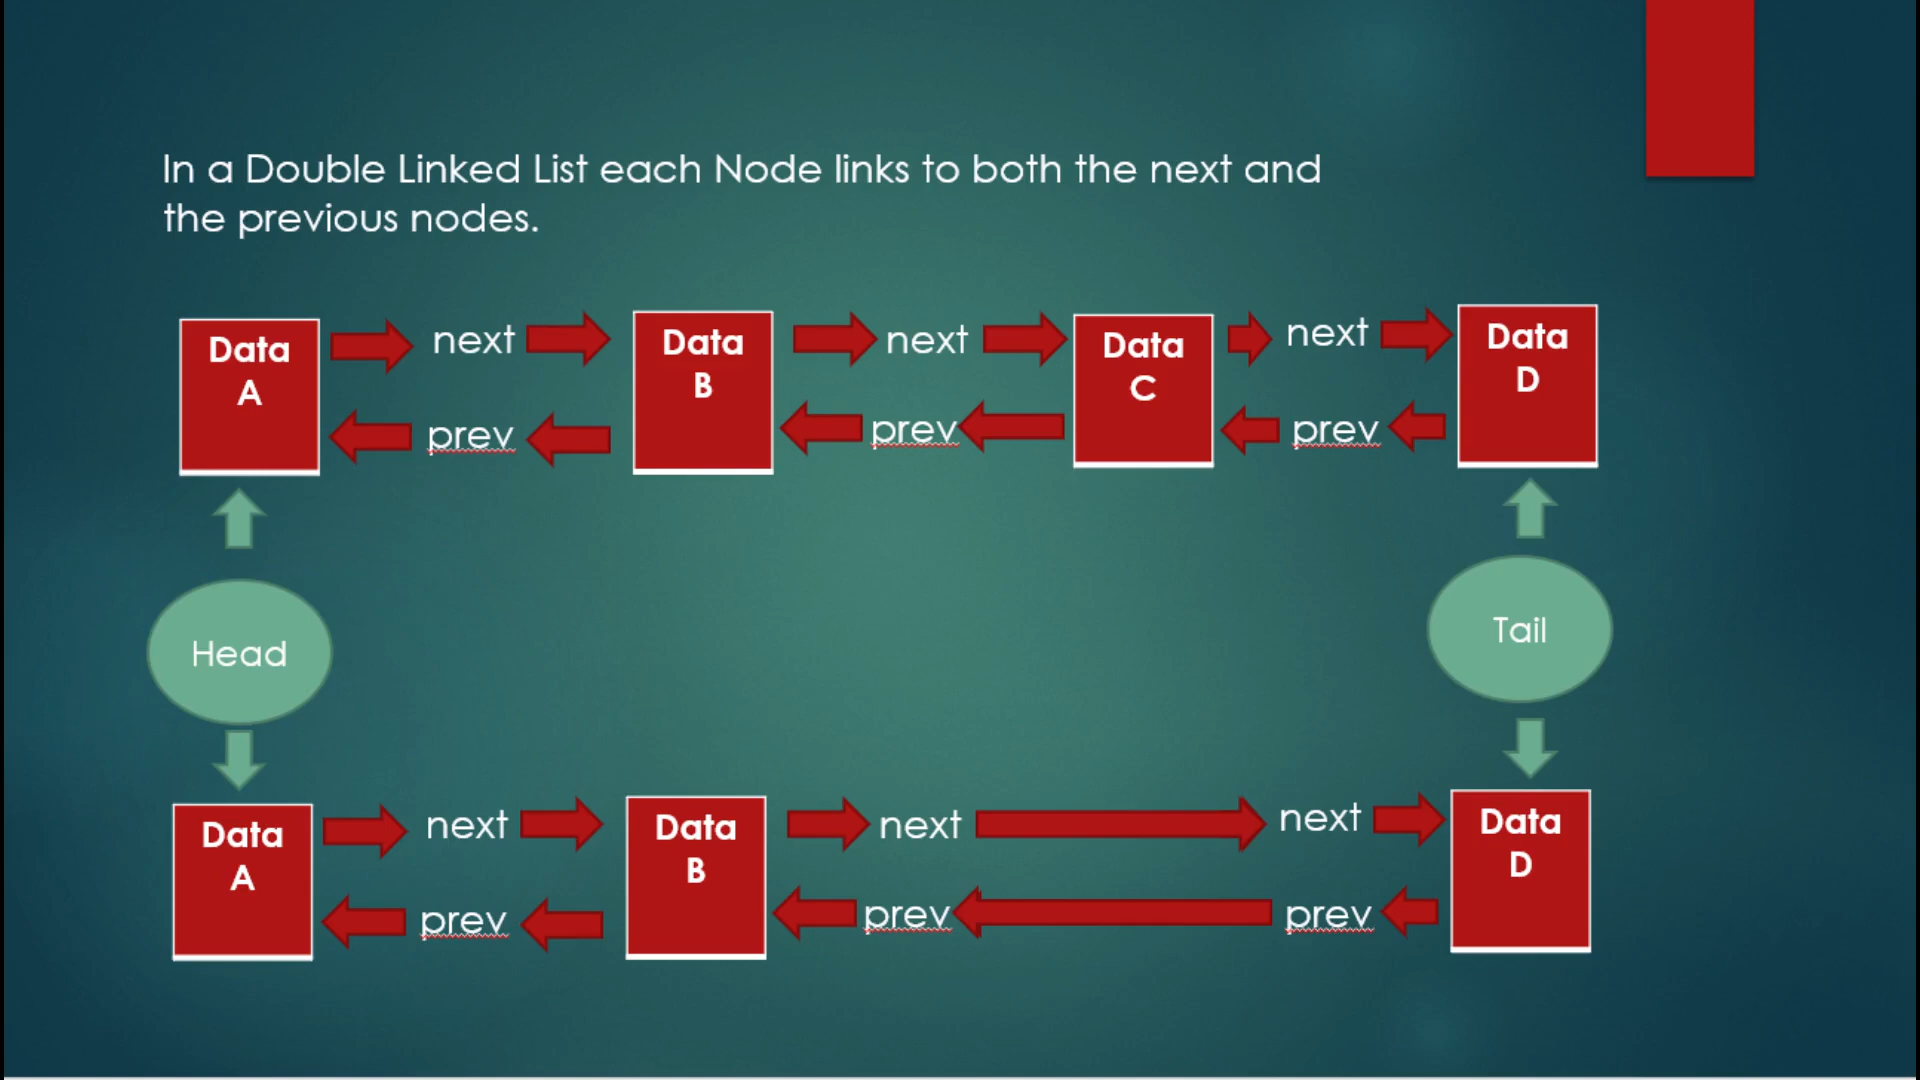 In a Double Linked List each Node links to both the next and
the previous nodes.
Data
A
next
prev
Data
B
next
prev
Data
C
next
prev
Data
D
Head
Tail
Data
A
next
prev
Data
B
next
prev
next
prev
Data
D